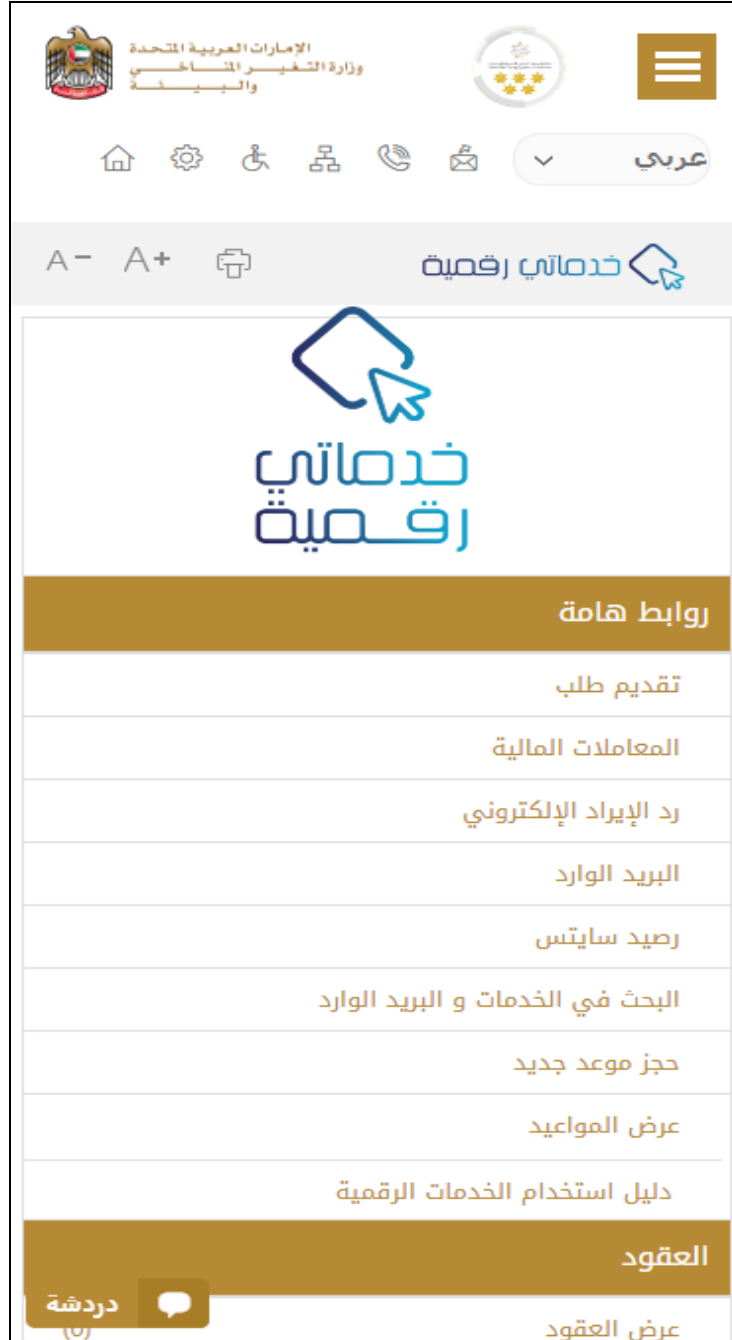 الإمارات العربية المتحدة
وزارة التغير المناخي
والبيئة
عربي
A- A+
خدماتي رقمية
خدماتي
رقمية
روابط هامة
تقديم طلب
المعاملات المالية
رد الإيراد الإلكتروني
البريد الوارد
رصيد سايتس
البحث في الخدمات و البريد الوارد
حجز موعد جديد
عرض المواعيد
دليل استخدام الخدمات الرقمية
العقود
دردشة
عرض العقود
(0)